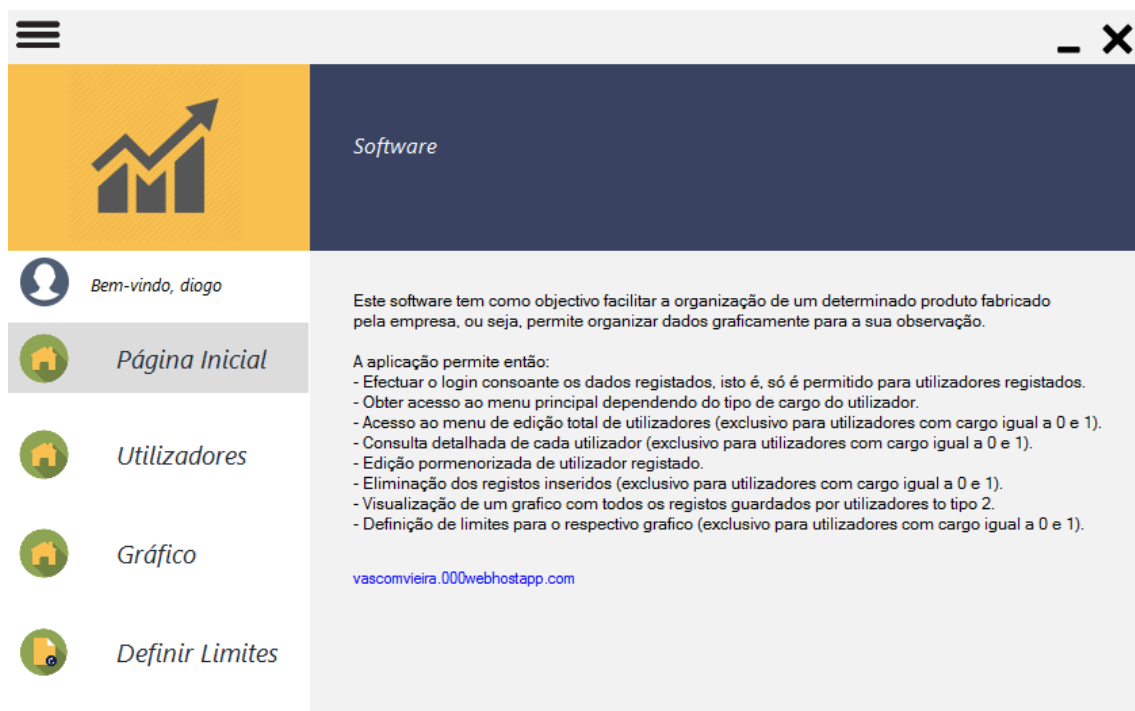 Software
Bem-vindo, diogo
Página Inicial
Utilizadores
Gráfico
Definir Limites
Este software tem como objectivo facilitar a organização de um determinado produto fabricado
pela empresa, ou seja, permite organizar dados graficamente para a sua observação.
A aplicação permite então:
- Efectuar o login consoante os dados registados, isto é, só é permitido para utilizadores registados.
- Obter acesso ao menu principal dependendo do tipo de cargo do utilizador.
- Acesso ao menu de edição total de utilizadores (exclusivo para utilizadores com cargo igual a 0 e 1).
- Consulta detalhada de cada utilizador (exclusivo para utilizadores com cargo igual a 0 e 1).
- Edição pormenorizada de utilizador registado.
- Eliminação dos registos inseridos (exclusivo para utilizadores com cargo igual a 0 e 1).
- Visualização de um grafico com todos os registos guardados por utilizadores to tipo 2.
- Definição de limites para o respectivo grafico (exclusivo para utilizadores com cargo igual a 0 e 1).
vascomvieira.000webhostapp.com